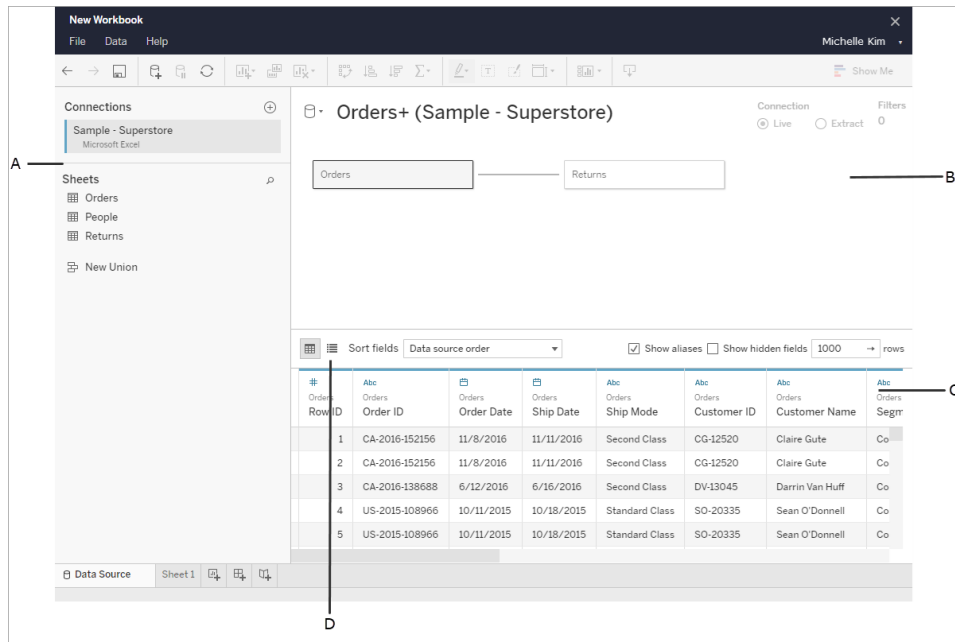 New Workbook
File Data Help
Michelle Kim
Show Me
Connections
Sample - Superstore
Microsoft Excel
A
Sheets
Orders
People
Returns
New Union
Orders+ (Sample - Superstore)
Connection
Live Extract
Filters
0
Orders
Returns
B
Sort fields Data source order
Show aliases Show hidden fields 1000 → rows
# Abc Abc Abc Abc Abc
Orders Orders Orders Orders Orders Orders Orders Orders
Row ID Order ID Order Date Ship Date Ship Mode Customer ID Customer Name Segm
C
1 CA-2016-152156 11/8/2016 11/11/2016 Second Class CG-12520 Claire Gute Co
2 CA-2016-152156 11/8/2016 11/11/2016 Second Class CG-12520 Claire Gute Co
3 CA-2016-138688 6/12/2016 6/16/2016 Second Class DV-13045 Darrin Van Huff Co
4 US-2015-108966 10/11/2015 10/18/2015 Standard Class SO-20335 Sean O'Donnell Co
5 US-2015-108966 10/11/2015 10/18/2015 Standard Class SO-20335 Sean O'Donnell Co
Data Source Sheet 1
D